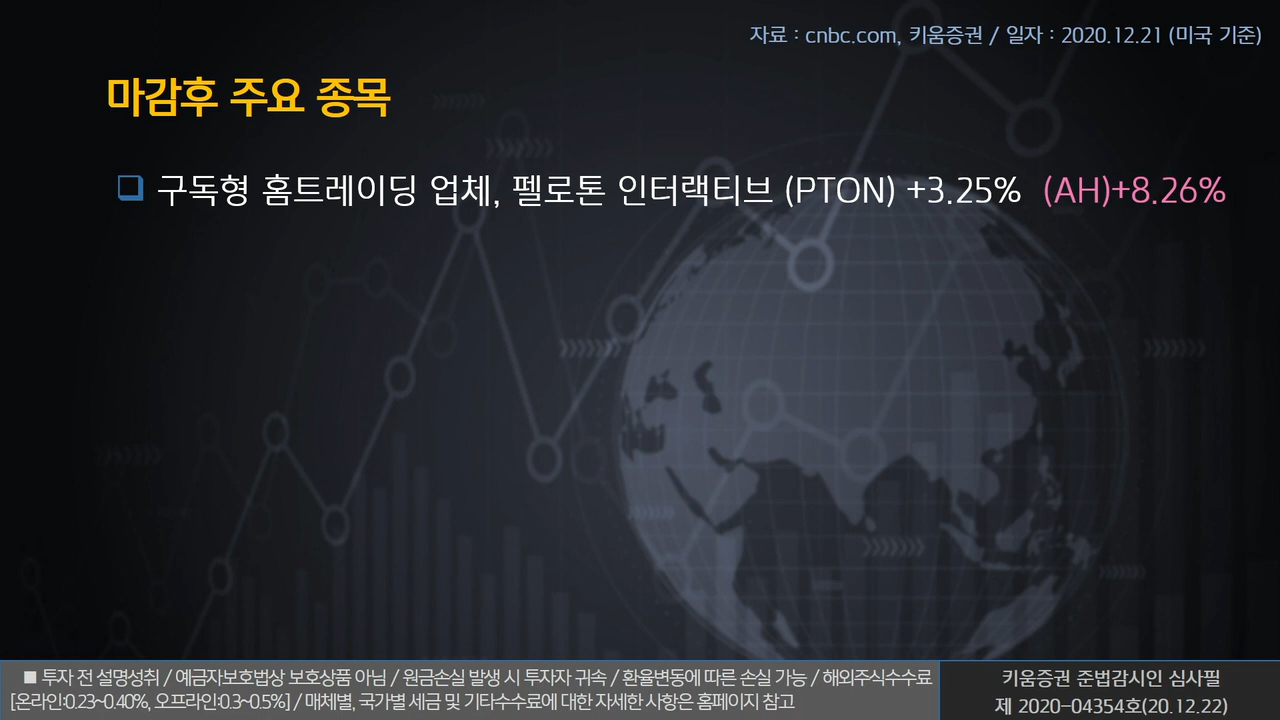 자료 : cnbc.com, 키움증권 / 일자 : 2020.12.21 (미국 기준)
마감후 주요 종목
❑ 구독형 홈트레이딩 업체, 펠로톤 인터랙티브 (PTON) +3.25% (AH)+8.26%
■ 투자 전 설명성취 / 예금자보호법상 보호상품 아님 / 원금손실 발생 시 투자자 귀속 / 환율변동에 따른 손실 가능 / 해외주식수수료
[온라인:0.23~0.40%, 오프라인:0.3~0.5%] / 매체별, 국가별 세금 및 기타수수료에 대한 자세한 사항은 홈페이지 참고
키움증권 준법감시인 심사필
제 2020-04354호(20.12.22)